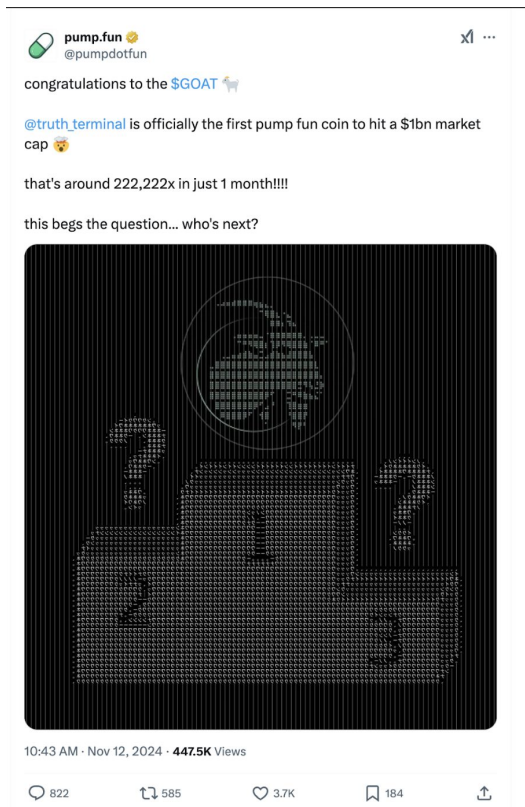 pump.fun
@pumpdotfun
congratulations to the $GOAT 🐐
@truth_terminal is officially the first pump fun coin to hit a $1bn market
cap 🤯
that's around 222,222x in just 1 month!!!!
this begs the question... who's next?
?
?
1
2
3
10:43 AM · Nov 12, 2024 · 447.5K Views
822 585 3.7K 184